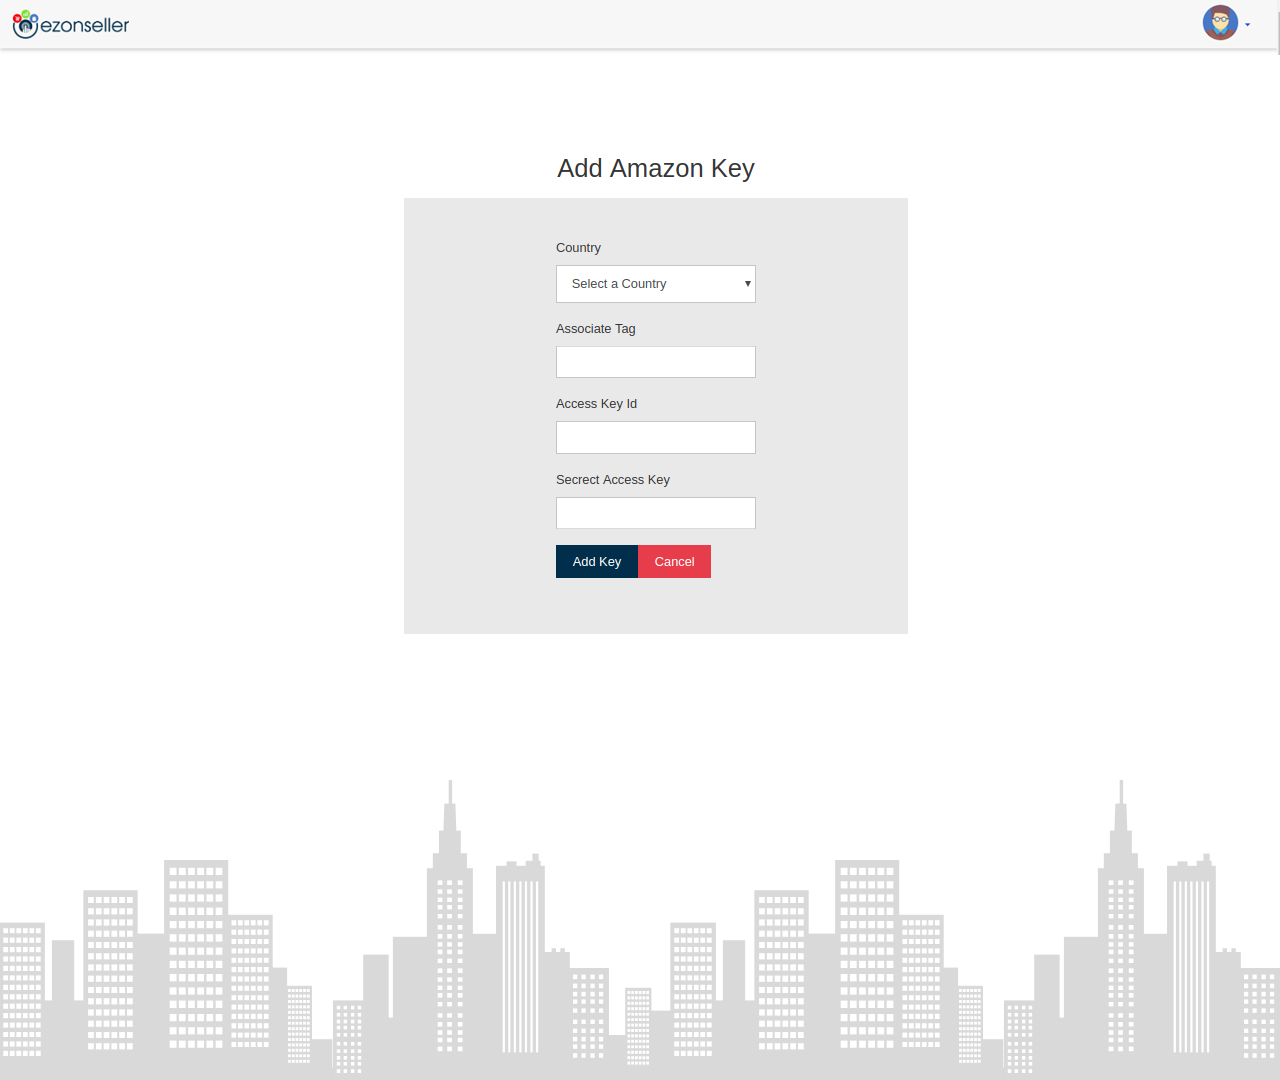 ezonseller
Add Amazon Key
Country
Select a Country
Associate Tag
Access Key Id
Secrect Access Key
Add Key Cancel